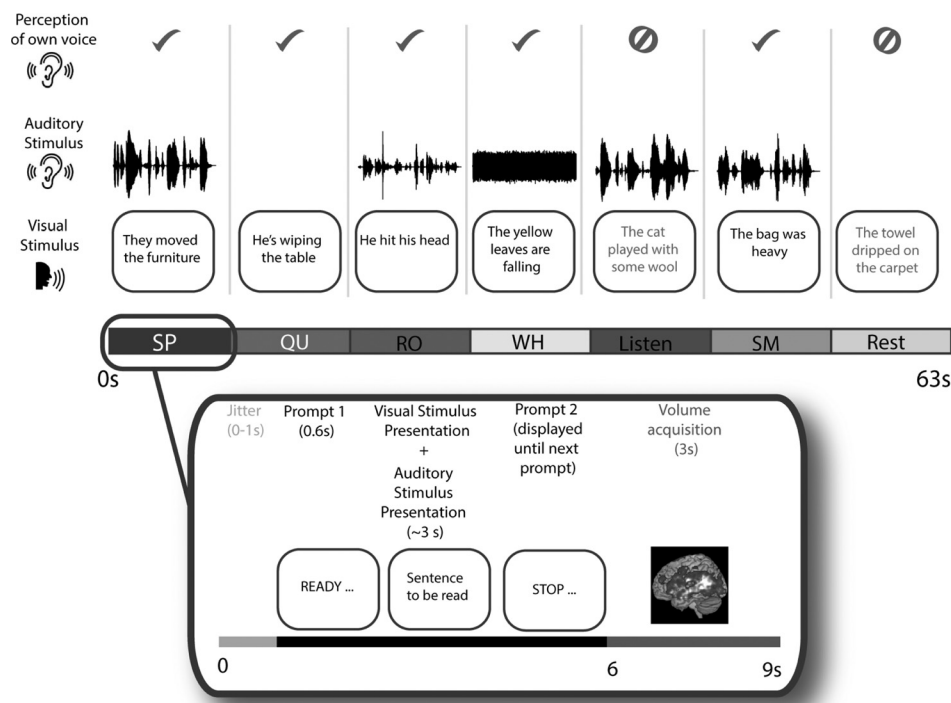 Perception
of own voice
Auditory
Stimulus
Visual
Stimulus
They moved
the furniture
He's wiping
the table
He hit his head
The yellow
leaves are
falling
The cat
played with
some wool
The bag was
heavy
The towel
dripped on
the carpet
SP
QU
RO
WH
Listen
SM
Rest
0s
63s
Jitter
(0-1s)
Prompt 1
(0.6s)
Visual Stimulus
Presentation
+
Auditory
Stimulus
Presentation
(~3 s)
Prompt 2
(displayed
until next
prompt)
Volume
acquisition
(3s)
READY ...
Sentence
to be read
STOP ...
0
6
9s